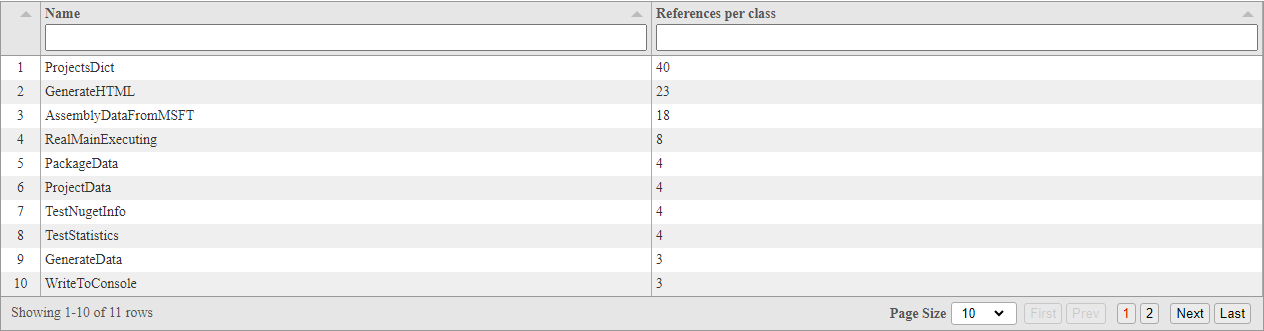 Name References per class
1 ProjectsDict 40
2 GenerateHTML 23
3 AssemblyDataFromMSFT 18
4 RealMainExecuting 8
5 PackageData 4
6 ProjectData 4
7 TestNugetInfo 4
8 TestStatistics 4
9 GenerateData 3
10 WriteToConsole 3
Showing 1-10 of 11 rows Page Size 10 First Prev 1 2 Next Last